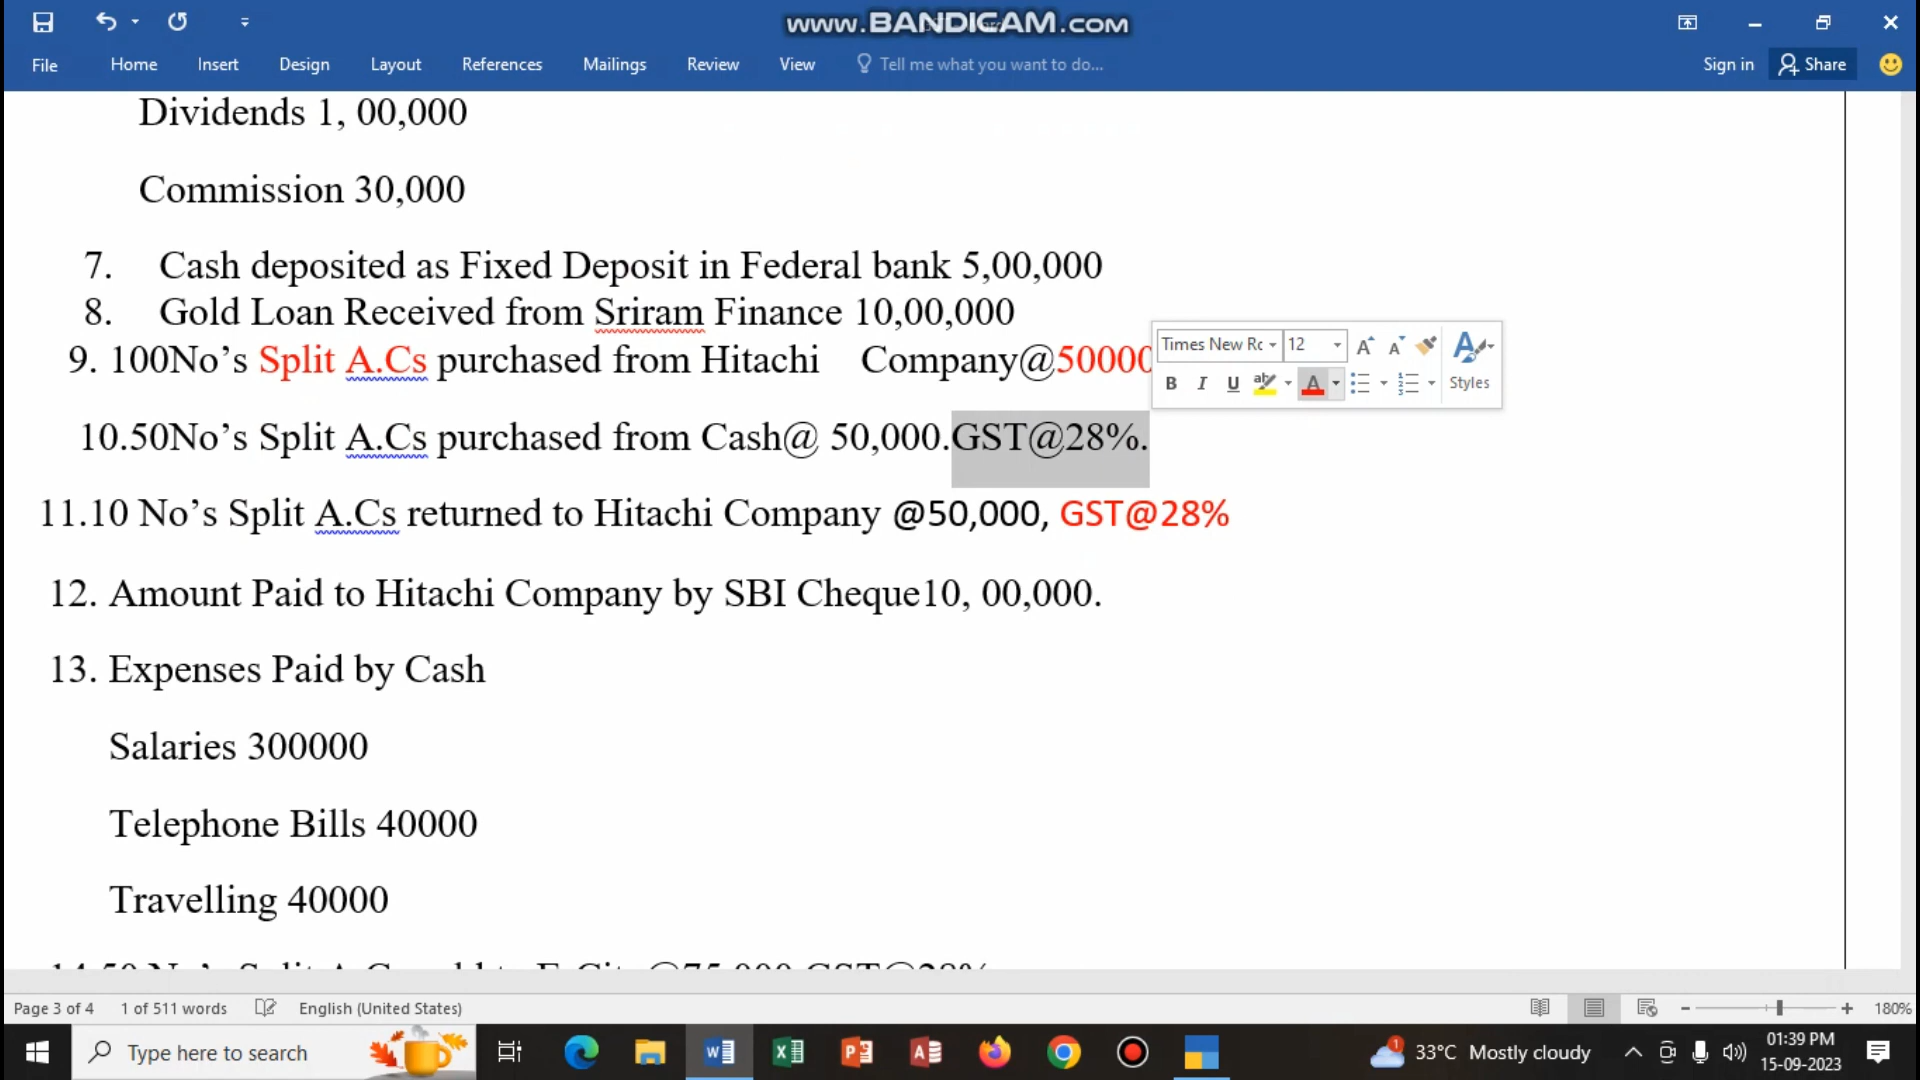 www.BANDICAM.com
File Home Insert Design Layout References Mailings Review View Tell me what you want to do... Sign in Share
Dividends 1, 00,000
Commission 30,000
7. Cash deposited as Fixed Deposit in Federal bank 5,00,000
8. Gold Loan Received from Sriram Finance 10,00,000
9. 100No’s Split A.Cs purchased from Hitachi Company@50000
Times New Rc 12
B I U Styles
10.50No’s Split A.Cs purchased from Cash@ 50,000.GST@28%.
11.10 No’s Split A.Cs returned to Hitachi Company @50,000, GST@28%
12. Amount Paid to Hitachi Company by SBI Cheque10, 00,000.
13. Expenses Paid by Cash
Salaries 300000
Telephone Bills 40000
Travelling 40000
Page 3 of 4 1 of 511 words English (United States) 180%
Type here to search 33°C Mostly cloudy 01:39 PM
15-09-2023